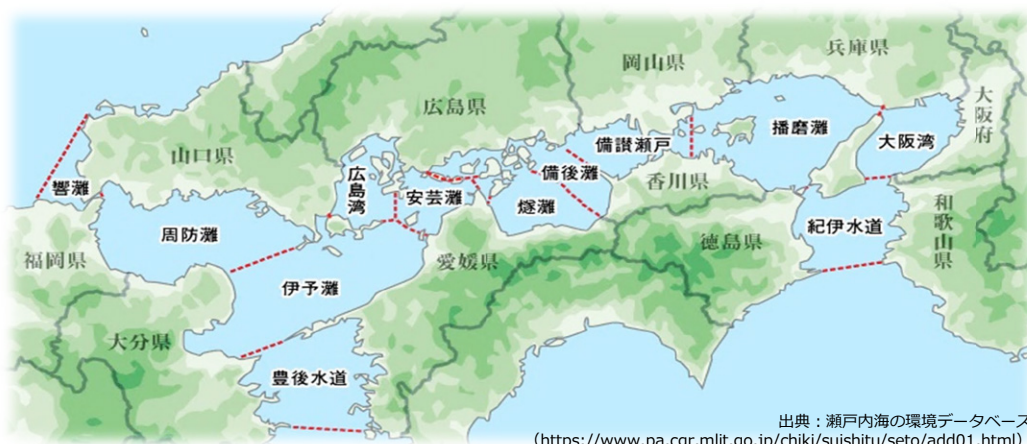 兵庫県
岡山県
大阪府
広島県
播磨灘
備讃瀬戸
大阪湾
山口県
備後灘
香川県
響灘
広島湾
安芸灘
燧灘
和歌山県
周防灘
紀伊水道
徳島県
福岡県
愛媛県
伊予灘
大分県
豊後水道
出典：瀬戸内海の環境データベース
（https://www.pa.cgr.mlit.go.jp/chiki/suishitu/seto/add01.html）